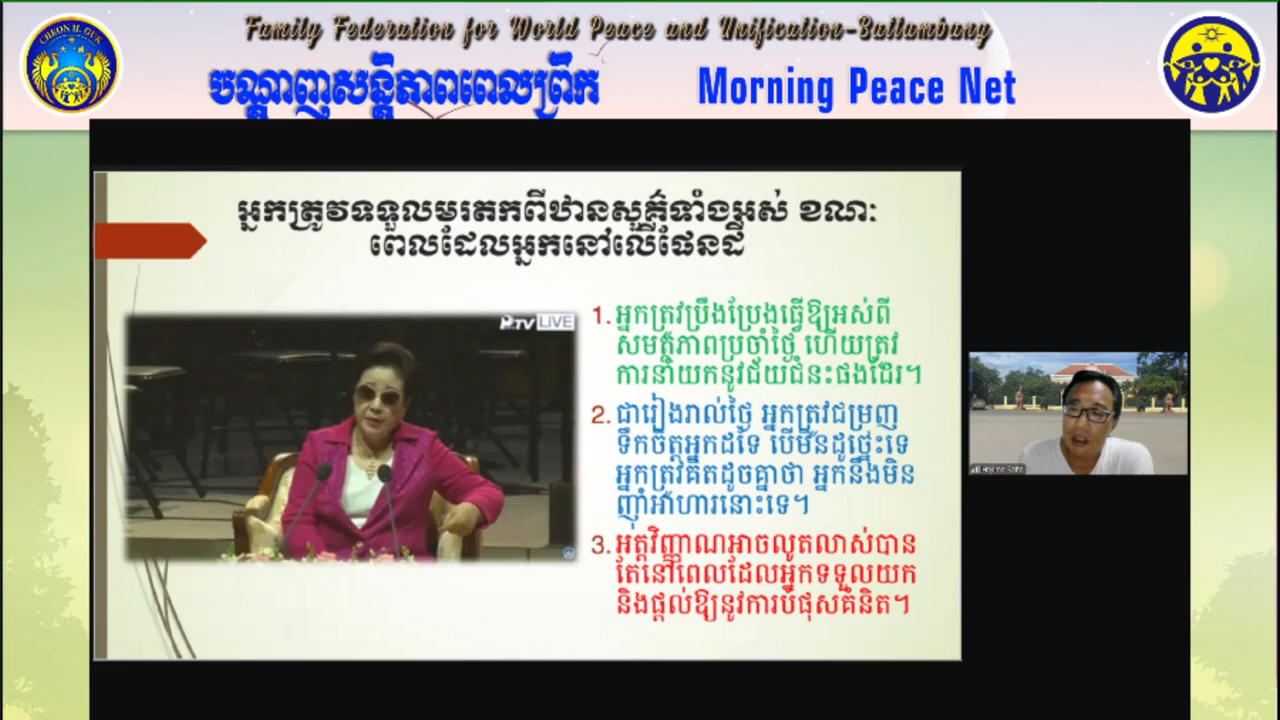 Family Federation for World Peace and Unification-Battambang
CHEON IL GUK
បណ្តាញសន្តិភាពពេលព្រឹក Morning Peace Net
អ្នកត្រូវទទួលមរតកពីឋានសួគ៌ទាំងអស់ ខណៈ
ពេលដែលអ្នកនៅលើផែនដី
PeaceTV LIVE
1. អ្នកត្រូវប្រឹងប្រែងធ្វើឱ្យអស់ពី
សមត្ថភាពប្រចាំថ្ងៃ ហើយត្រូវ
ការនាំយកនូវជ័យជំនះផងដែរ។
2. ជារៀងរាល់ថ្ងៃ អ្នកត្រូវជម្រុញ
ទឹកចិត្តអ្នកដទៃ បើមិនដូច្នេះទេ
អ្នកត្រូវគិតដូចគ្នាថា អ្នកនឹងមិន
ញ៉ាំអាហារនោះទេ។
3. អត្តវិញ្ញាណអាចលូតលាស់បាន
តែនៅពេលដែលអ្នកទទួលយក
និងផ្តល់ឱ្យនូវការបំផុសគំនិត។
Hajime Saito